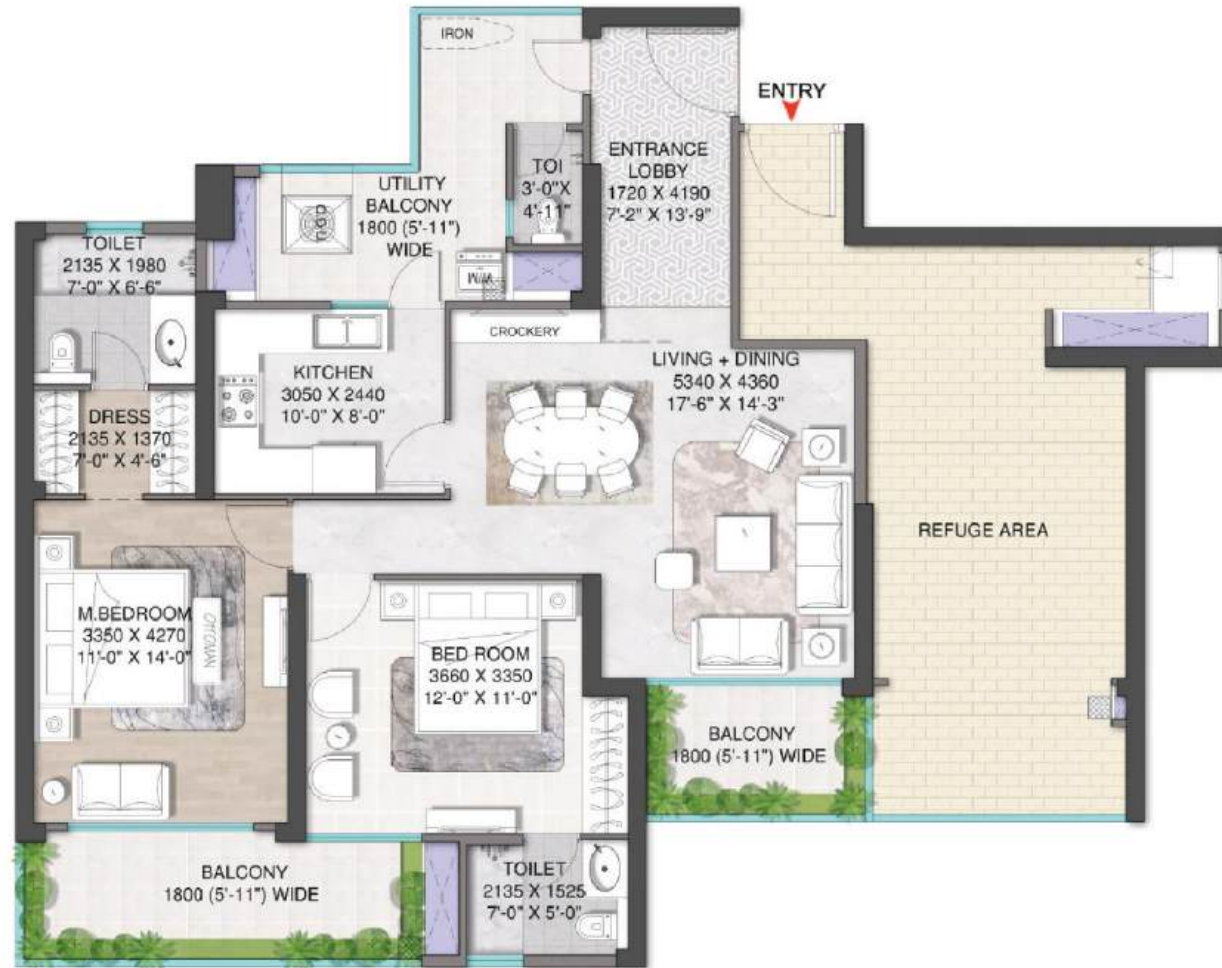 IRON
ENTRY
ENTRANCE
LOBBY
1720 X 4190
7'-2" X 13'-9"
TOI
3'-0"X
4'-11"
UTILITY
BALCONY
1800 (5'-11")
WIDE
W/M
TOILET
2135 X 1980
7'-0" X 6'-6"
CROCKERY
KITCHEN
3050 X 2440
10'-0" X 8'-0"
LIVING + DINING
5340 X 4360
17'-6" X 14'-3"
DRESS
2135 X 1370
7'-0" X 4'-6"
REFUGE AREA
M.BEDROOM
3350 X 4270
11'-0" X 14'-0"
OTTOMAN
BED ROOM
3660 X 3350
12'-0" X 11'-0"
BALCONY
1800 (5'-11") WIDE
BALCONY
1800 (5'-11") WIDE
TOILET
2135 X 1525
7'-0" X 5'-0"